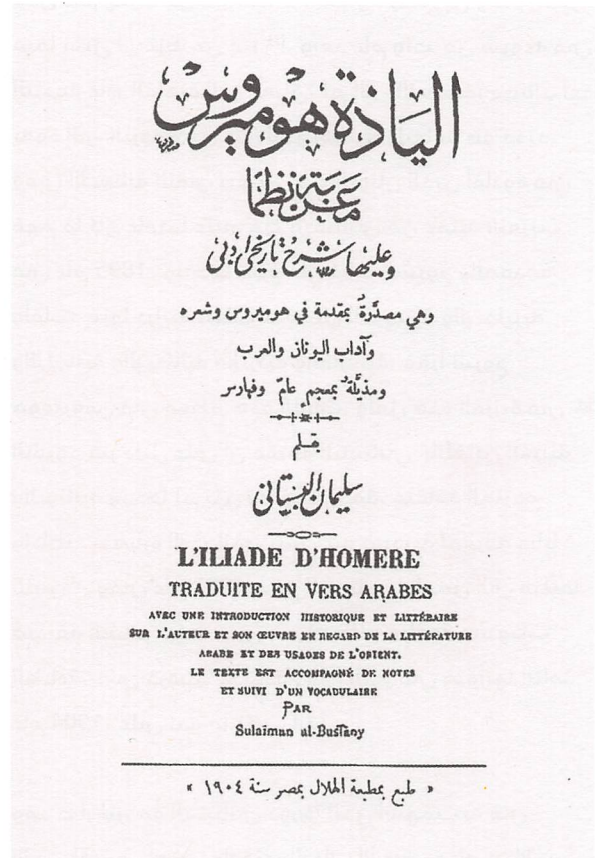 الياذة هوميروس
معربة نظما
وعليها شرح تاريخي ادبي
وهي مصدَّرة بمقدمة في هوميروس وشعره
وآداب اليونان والعرب
ومذيَّلة بمعجم عامّ وفهارس
بقلم
سليمان البستاني
L'ILIADE D'HOMERE
TRADUITE EN VERS ARABES
AVEC UNE INTRODUCTION HISTORIQUE ET LITTÉRAIRE
SUR L'AUTEUR ET SON ŒUVRE EN REGARD DE LA LITTÉRATURE
ARABE ET DES USAGES DE L'ORIENT.
LE TEXTE EST ACCOMPAGNÉ DE NOTES
ET SUIVI D'UN VOCABULAIRE
PAR
Sulaiman al-Bustany
« طبع بمطبعة الهلال بمصر سنة ١٩٠٤ »